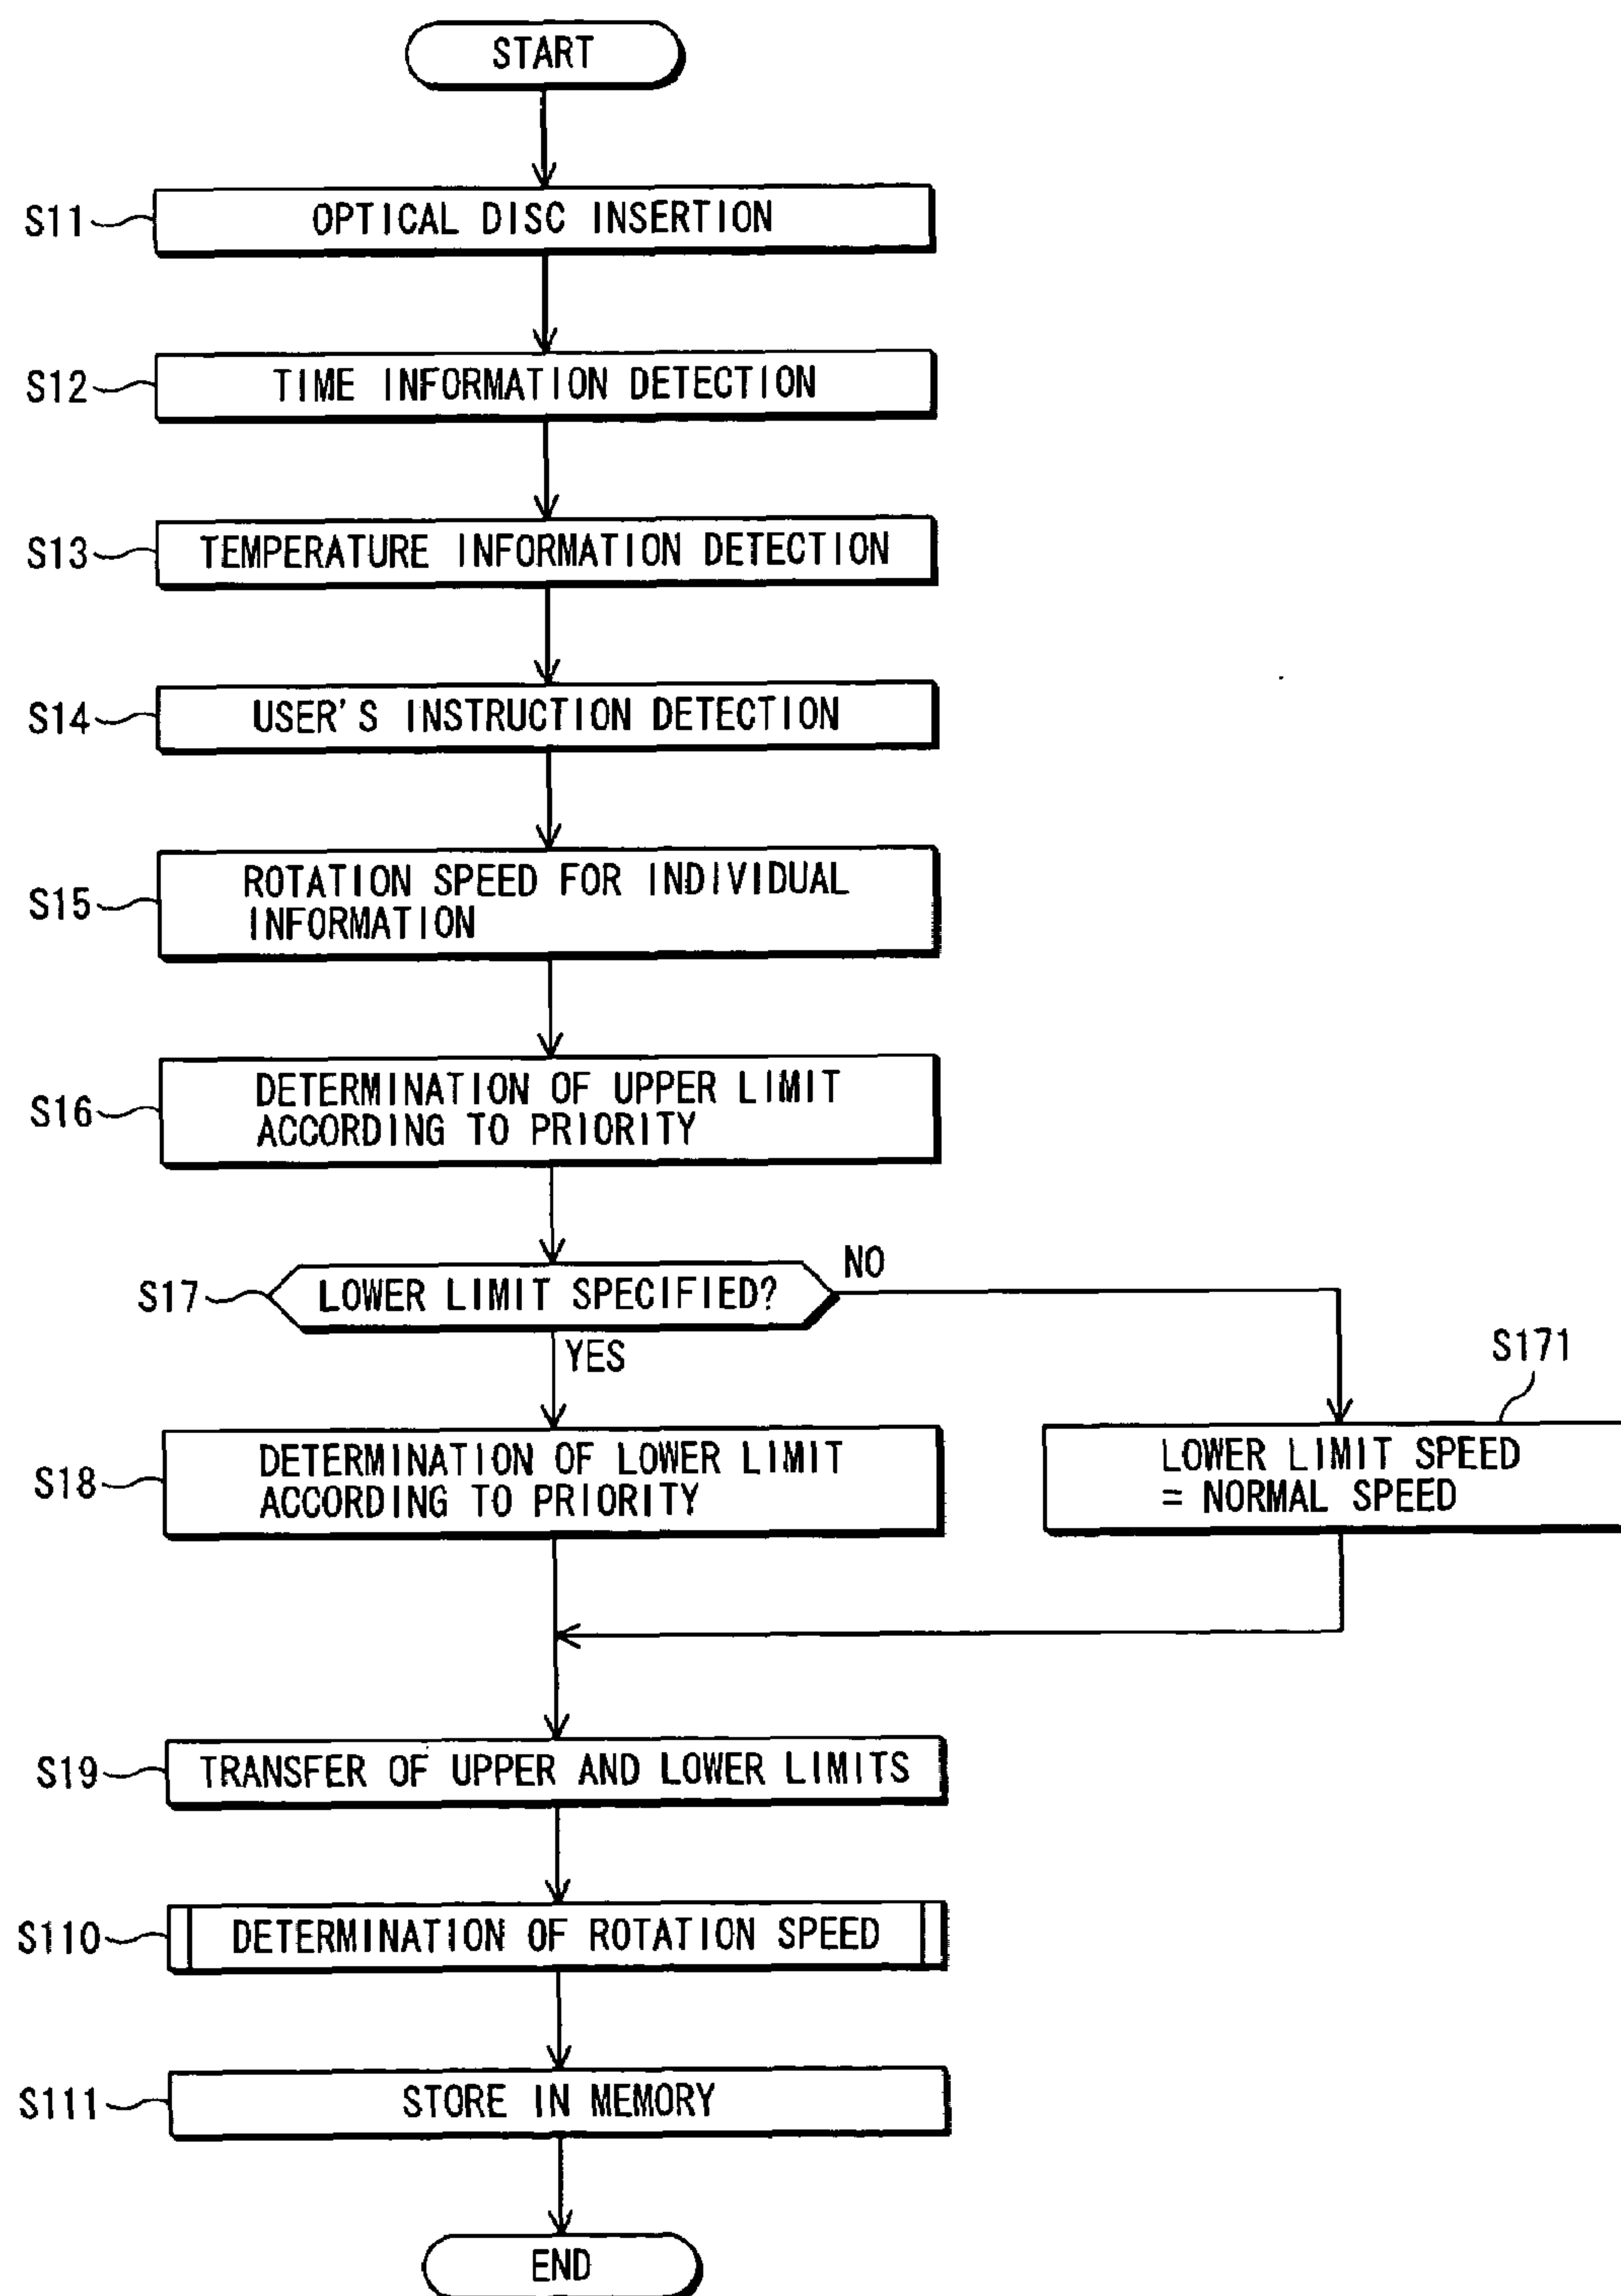 START
S11
OPTICAL DISC INSERTION
S12
TIME INFORMATION DETECTION
S13
TEMPERATURE INFORMATION DETECTION
S14
USER'S INSTRUCTION DETECTION
S15
ROTATION SPEED FOR INDIVIDUAL
INFORMATION
S16
DETERMINATION OF UPPER LIMIT
ACCORDING TO PRIORITY
S17
LOWER LIMIT SPECIFIED?
NO
YES
S171
S18
DETERMINATION OF LOWER LIMIT
ACCORDING TO PRIORITY
LOWER LIMIT SPEED
= NORMAL SPEED
S19
TRANSFER OF UPPER AND LOWER LIMITS
S110
DETERMINATION OF ROTATION SPEED
S111
STORE IN MEMORY
END